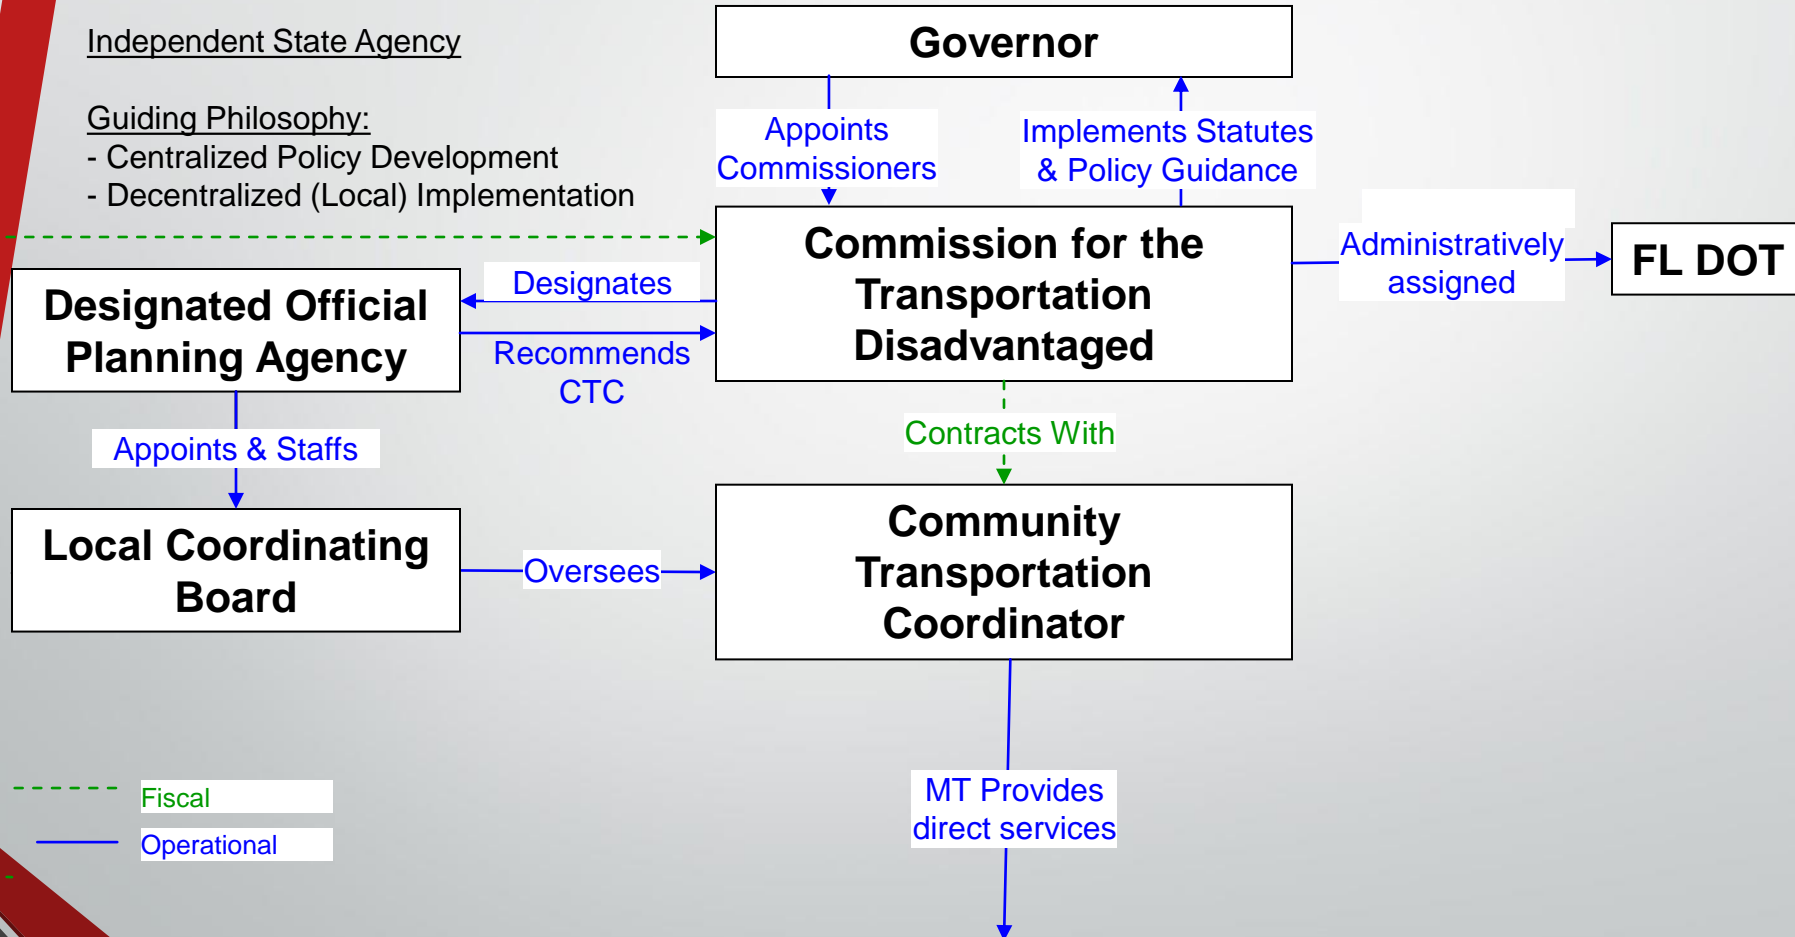 Independent State Agency
Guiding Philosophy:
- Centralized Policy Development
- Decentralized (Local) Implementation
Governor
Appoints
Commissioners
Implements Statutes
& Policy Guidance
Commission for the
Transportation
Disadvantaged
Administratively
assigned
FL DOT
Designates
Designated Official
Planning Agency
Recommends
CTC
Contracts With
Appoints & Staffs
Local Coordinating
Board
Oversees
Community
Transportation
Coordinator
MT Provides
direct services
Fiscal
Operational